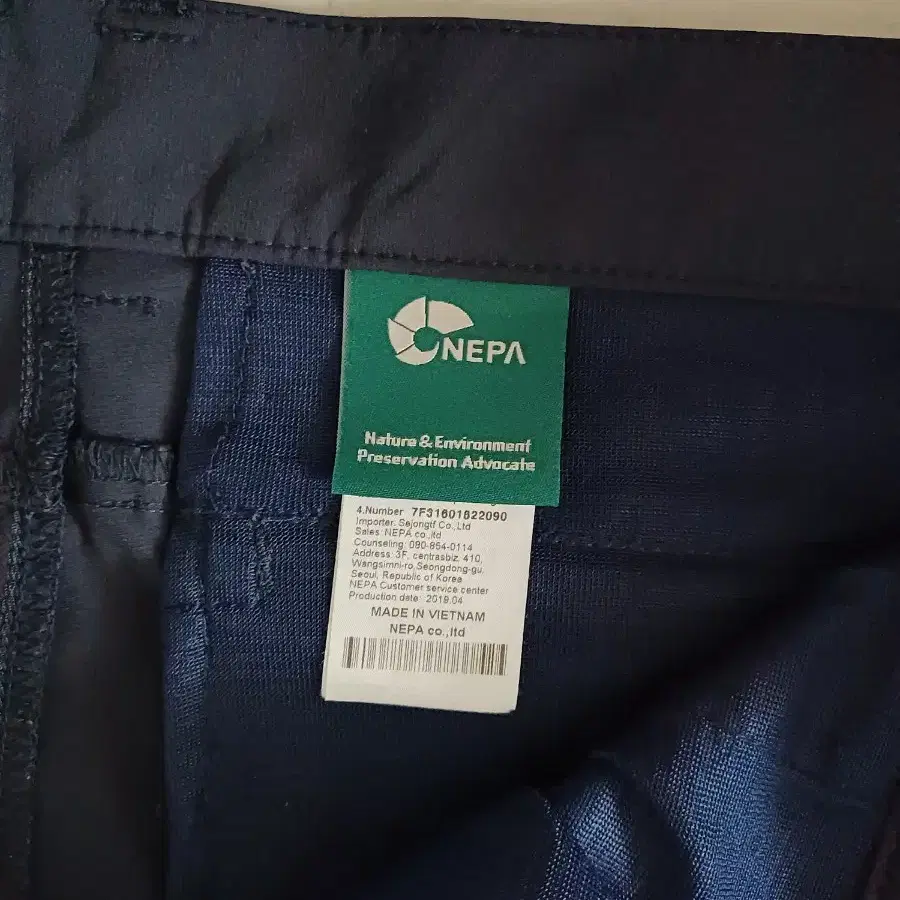 NEPA
Nature & Environment
Preservation Advocate
4.Number 7F31601822090
Importer: Sejongtf Co.,Ltd
Sales: NEPA co.,ltd
Counseling: 080-854-0114
Address: 3F, centrasbiz, 410,
Wangsimni-ro,Seongdong-gu,
Seoul, Republic of Korea
NEPA Customer service center
Production date: 2019.04
MADE IN VIETNAM
NEPA co.,ltd